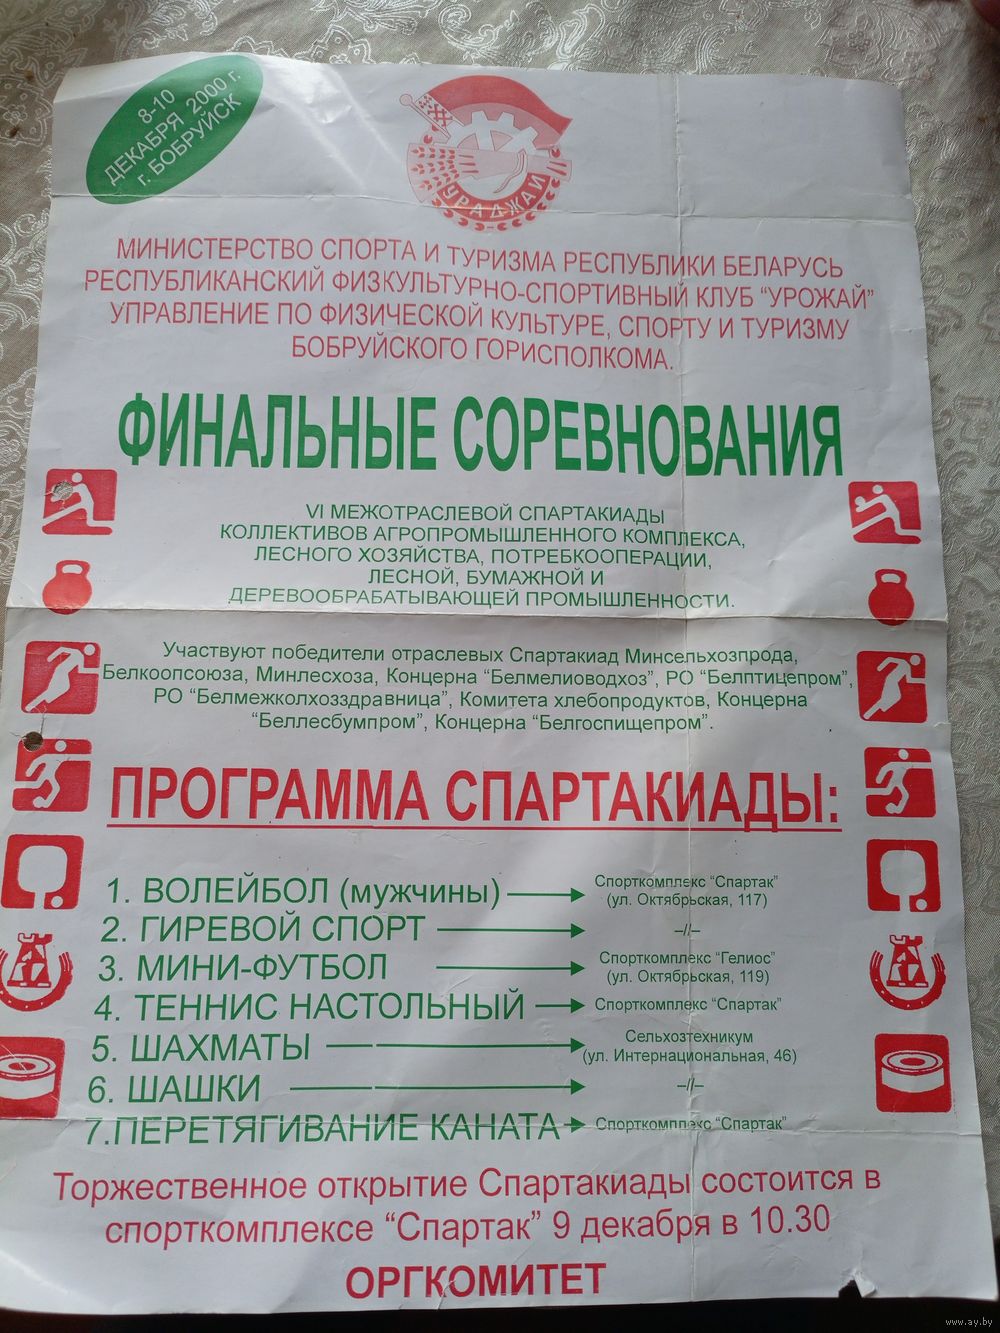 8-10
ДЕКАБРЯ 2000 г.
г. БОБРУЙСК
УРАДЖАЙ
МИНИСТЕРСТВО СПОРТА И ТУРИЗМА РЕСПУБЛИКИ БЕЛАРУСЬ
РЕСПУБЛИКАНСКИЙ ФИЗКУЛЬТУРНО-СПОРТИВНЫЙ КЛУБ “УРОЖАЙ”
УПРАВЛЕНИЕ ПО ФИЗИЧЕСКОЙ КУЛЬТУРЕ, СПОРТУ И ТУРИЗМУ
БОБРУЙСКОГО ГОРИСПОЛКОМА.
ФИНАЛЬНЫЕ СОРЕВНОВАНИЯ
VI МЕЖОТРАСЛЕВОЙ СПАРТАКИАДЫ
КОЛЛЕКТИВОВ АГРОПРОМЫШЛЕННОГО КОМПЛЕКСА,
ЛЕСНОГО ХОЗЯЙСТВА, ПОТРЕБКООПЕРАЦИИ,
ЛЕСНОЙ, БУМАЖНОЙ И
ДЕРЕВООБРАБАТЫВАЮЩЕЙ ПРОМЫШЛЕННОСТИ.
Участвуют победители отраслевых Спартакиад Минсельхозпрода,
Белкоопсоюза, Минлесхоза, Концерна “Белмелиоводхоз”, РО “Белптицепром”,
РО “Белмежколхозздравница”, Комитета хлебопродуктов, Концерна
“Беллесбумпром”, Концерна “Белгоспищепром”.
ПРОГРАММА СПАРТАКИАДЫ:
1. ВОЛЕЙБОЛ (мужчины) Спорткомплекс “Спартак”
(ул. Октябрьская, 117)
2. ГИРЕВОЙ СПОРТ –//–
3. МИНИ-ФУТБОЛ Спорткомплекс “Гелиос”
(ул. Октябрьская, 119)
4. ТЕННИС НАСТОЛЬНЫЙ Спорткомплекс “Спартак”
5. ШАХМАТЫ Сельхозтехникум
(ул. Интернациональная, 46)
6. ШАШКИ –//–
7.ПЕРЕТЯГИВАНИЕ КАНАТА Спорткомплекс “Спартак”
Торжественное открытие Спартакиады состоится в
спорткомплексе “Спартак” 9 декабря в 10.30
ОРГКОМИТЕТ
www.ay.by